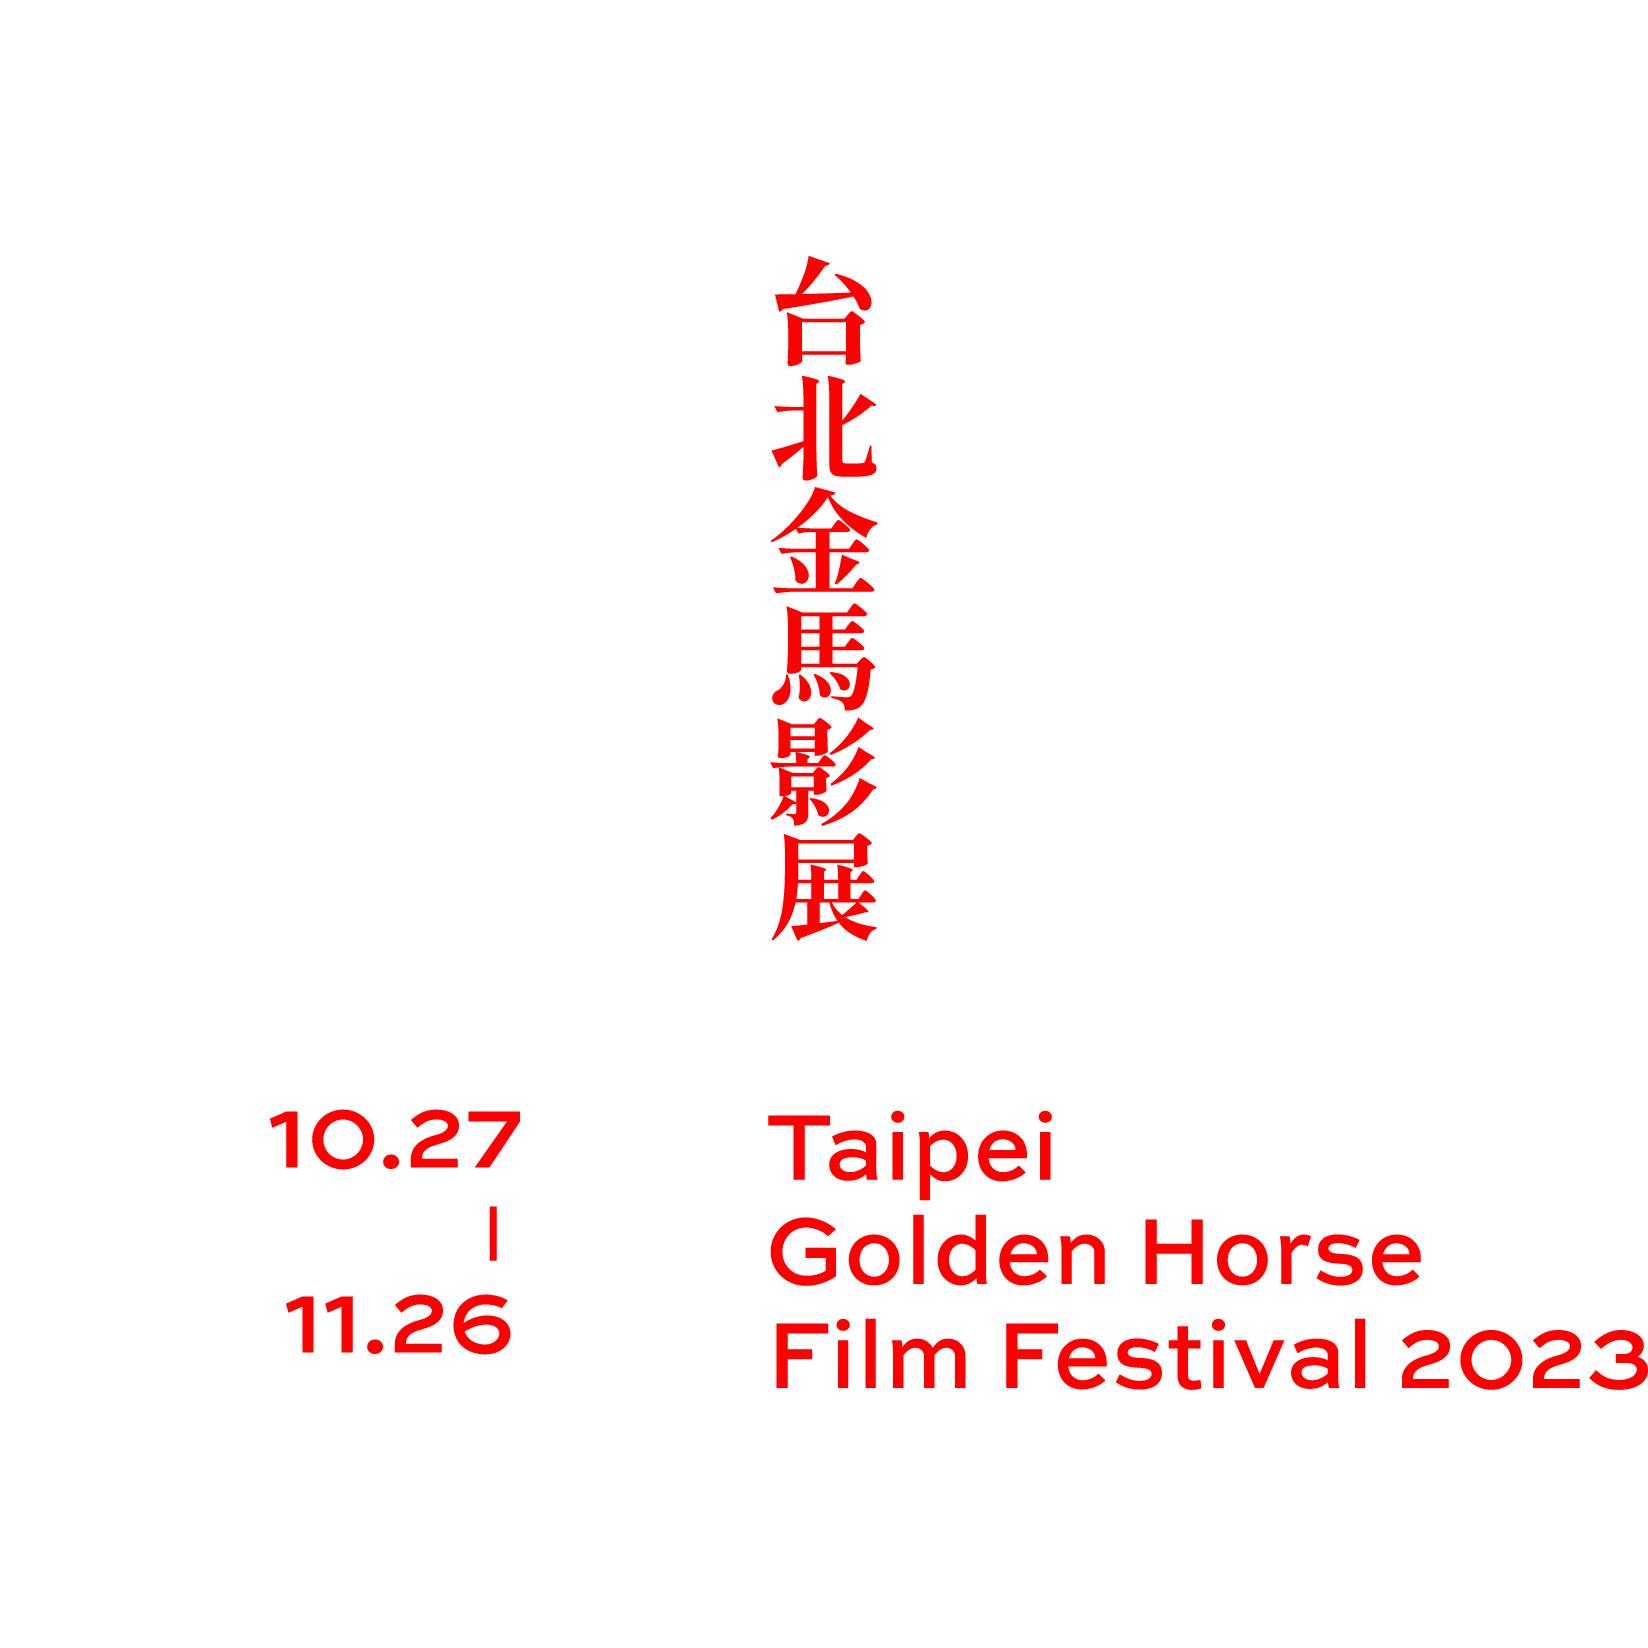 台北金馬影展
10.27
|
11.26
Taipei
Golden Horse
Film Festival 2023